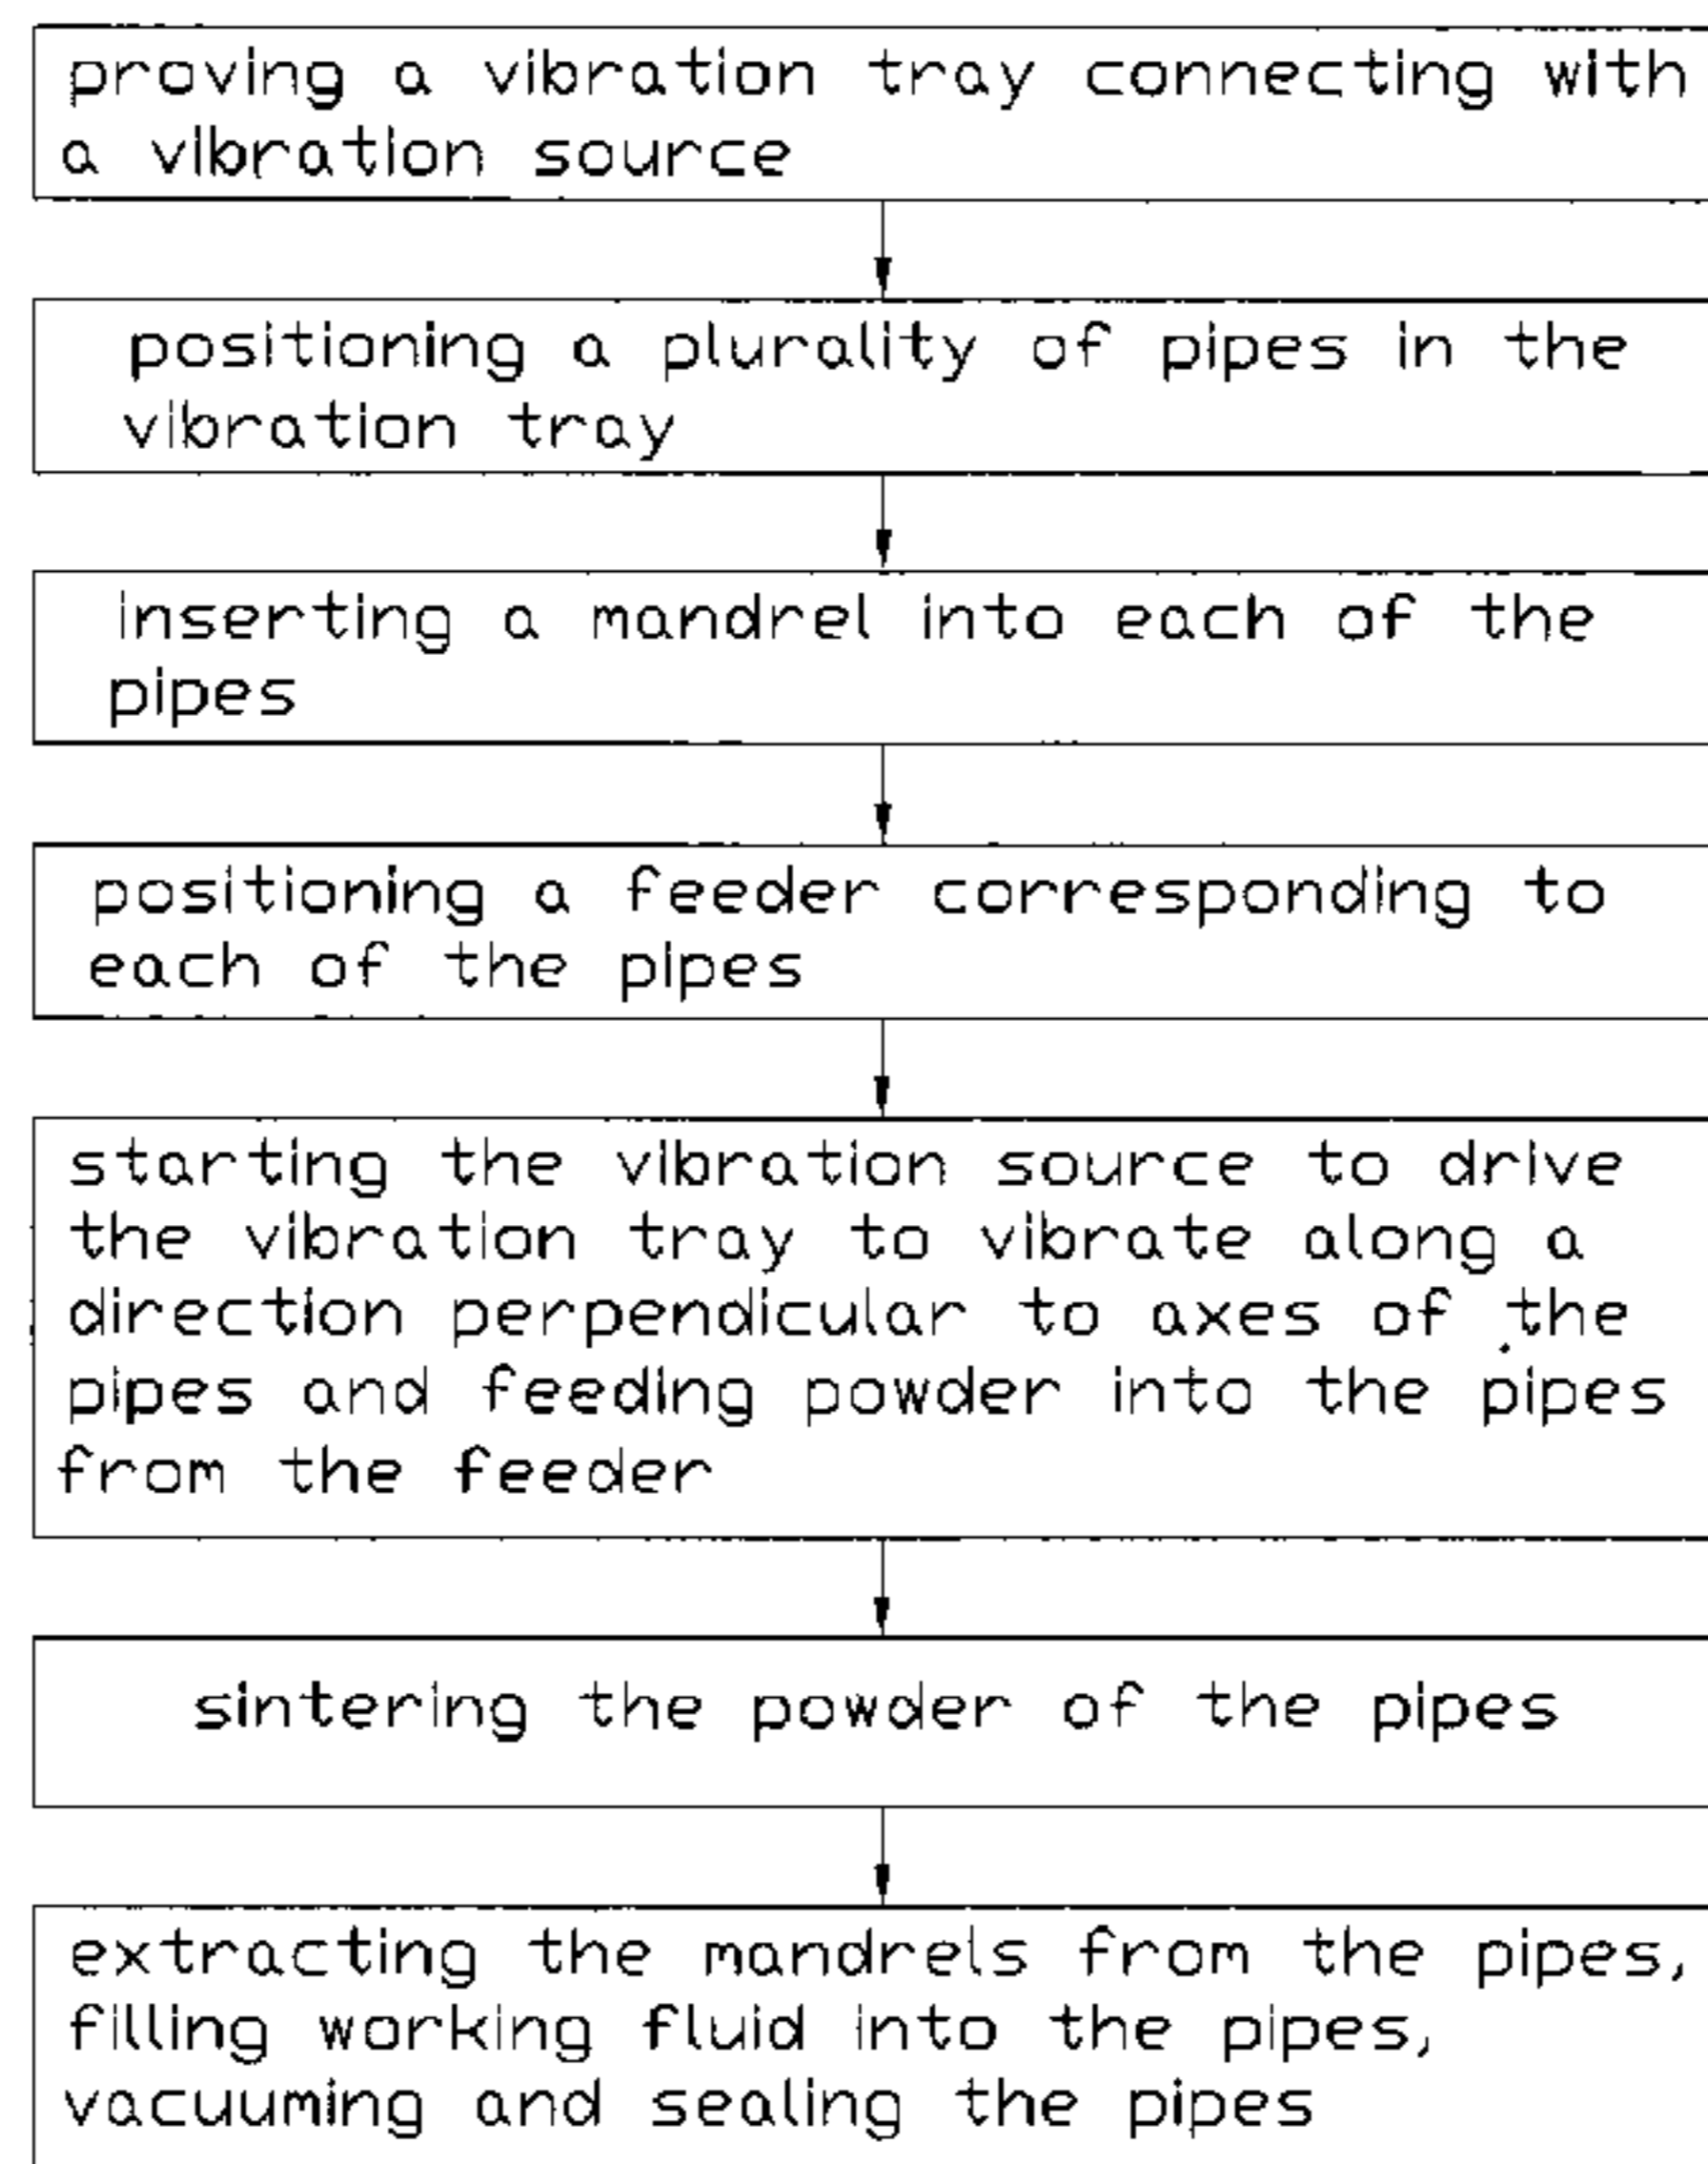 proving a vibration tray connecting with
a vibration source
positioning a plurality of pipes in the
vibration tray
inserting a mandrel into each of the
pipes
positioning a feeder corresponding to
each of the pipes
starting the vibration source to drive
the vibration tray to vibrate along a
direction perpendicular to axes of the
pipes and feeding powder into the pipes
from the feeder
sintering the powder of the pipes
extracting the mandrels from the pipes,
filling working fluid into the pipes,
vacuuming and sealing the pipes